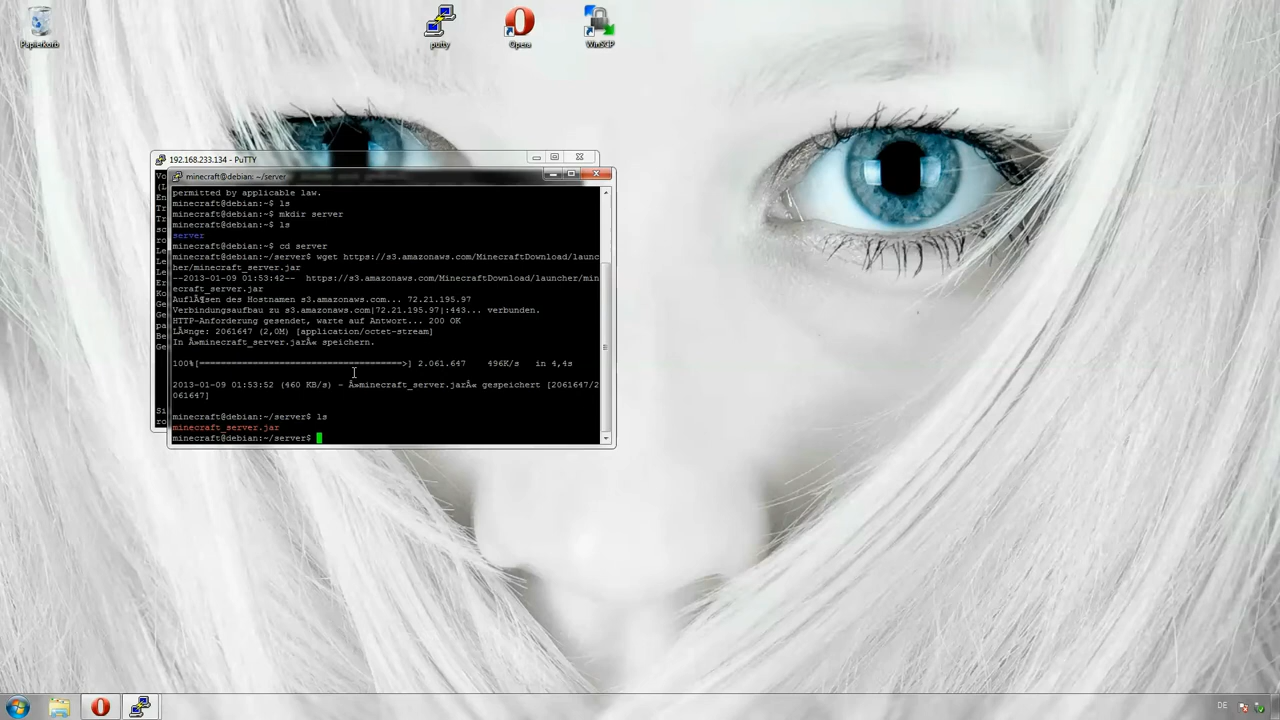 Papierkorb
putty
Opera
WinSCP
192.168.233.134 - PuTTY
minecraft@debian: ~/server
permitted by applicable law.
minecraft@debian:~$ ls
minecraft@debian:~$ mkdir server
minecraft@debian:~$ ls
server
minecraft@debian:~$ cd server
minecraft@debian:~/server$ wget https://s3.amazonaws.com/MinecraftDownload/launc
her/minecraft_server.jar
--2013-01-09 01:53:42--  https://s3.amazonaws.com/MinecraftDownload/launcher/min
ecraft_server.jar
AuflÃ¶sen des Hostnamen s3.amazonaws.com... 72.21.195.97
Verbindungsaufbau zu s3.amazonaws.com|72.21.195.97|:443... verbunden.
HTTP-Anforderung gesendet, warte auf Antwort... 200 OK
LÃ¤nge: 2061647 (2,0M) [application/octet-stream]
In Â»minecraft_server.jarÂ« speichern.
100%[======================================>] 2.061.647    496K/s   in 4,4s
2013-01-09 01:53:52 (460 KB/s) - Â»minecraft_server.jarÂ« gespeichert [2061647/2
061647]
minecraft@debian:~/server$ ls
minecraft_server.jar
minecraft@debian:~/server$
DE